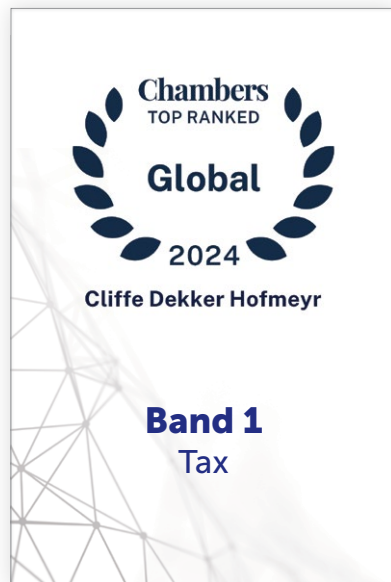 Chambers
TOP RANKED
Global
2024
Cliffe Dekker Hofmeyr
Band 1
Tax